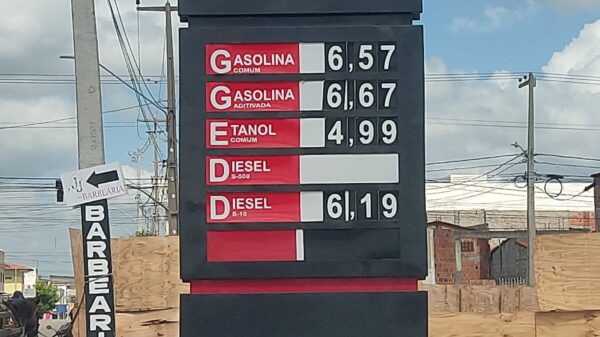 GASOLINA 6,57
COMUM
GASOLINA 6,67
ADITIVADA
ETANOL 4,99
COMUM
DIESEL
S-500
DIESEL 6,19
S-10
BARBEARIA
BARBEARI